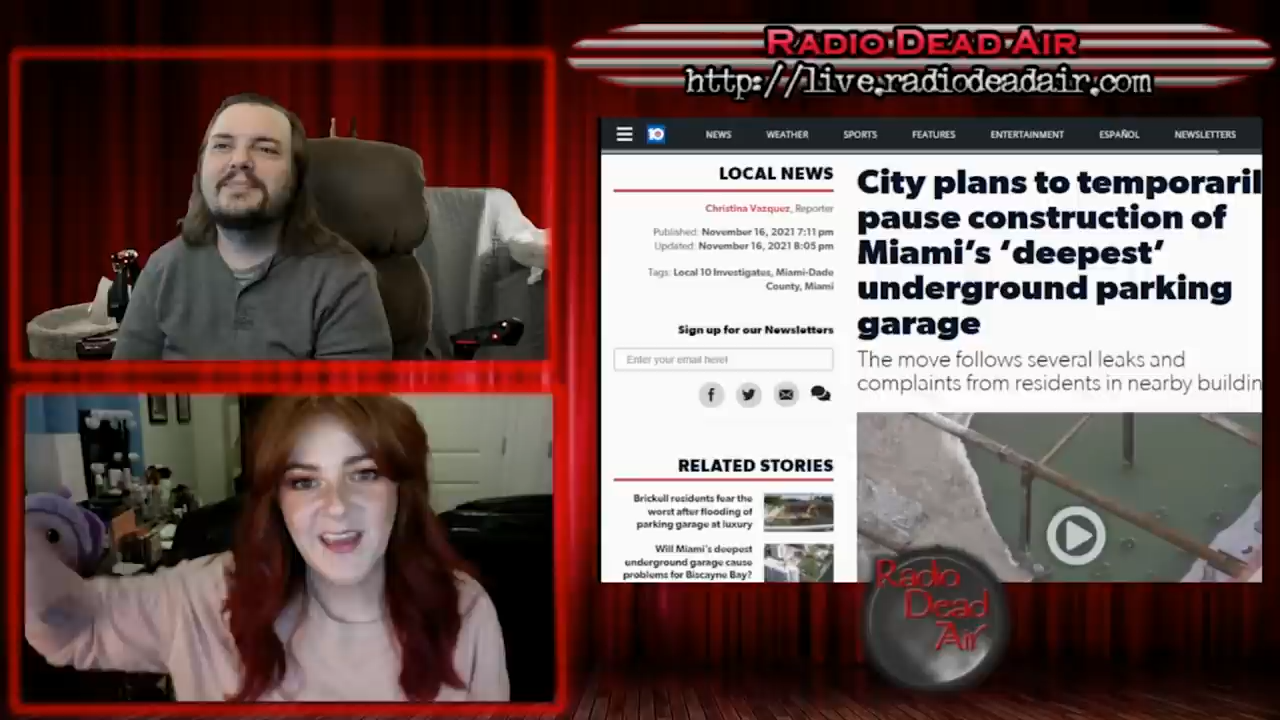 RADIO DEAD AIR
http://live.radiodeadair.com
10
NEWS
WEATHER
SPORTS
FEATURES
ENTERTAINMENT
ESPAÑOL
NEWSLETTERS
LOCAL NEWS
Christina Vazquez, Reporter
Published: November 16, 2021 7:11 pm
Updated: November 16, 2021 8:05 pm
Tags: Local 10 Investigates, Miami-Dade
County, Miami
Sign up for our Newsletters
Enter your email here!
RELATED STORIES
Brickell residents fear the
worst after flooding of
parking garage at luxury
Will Miami's deepest
underground garage cause
problems for Biscayne Bay?
City plans to temporaril
pause construction of
Miami's ‘deepest’
underground parking
garage
The move follows several leaks and
complaints from residents in nearby buildin
Radio
Dead
Air